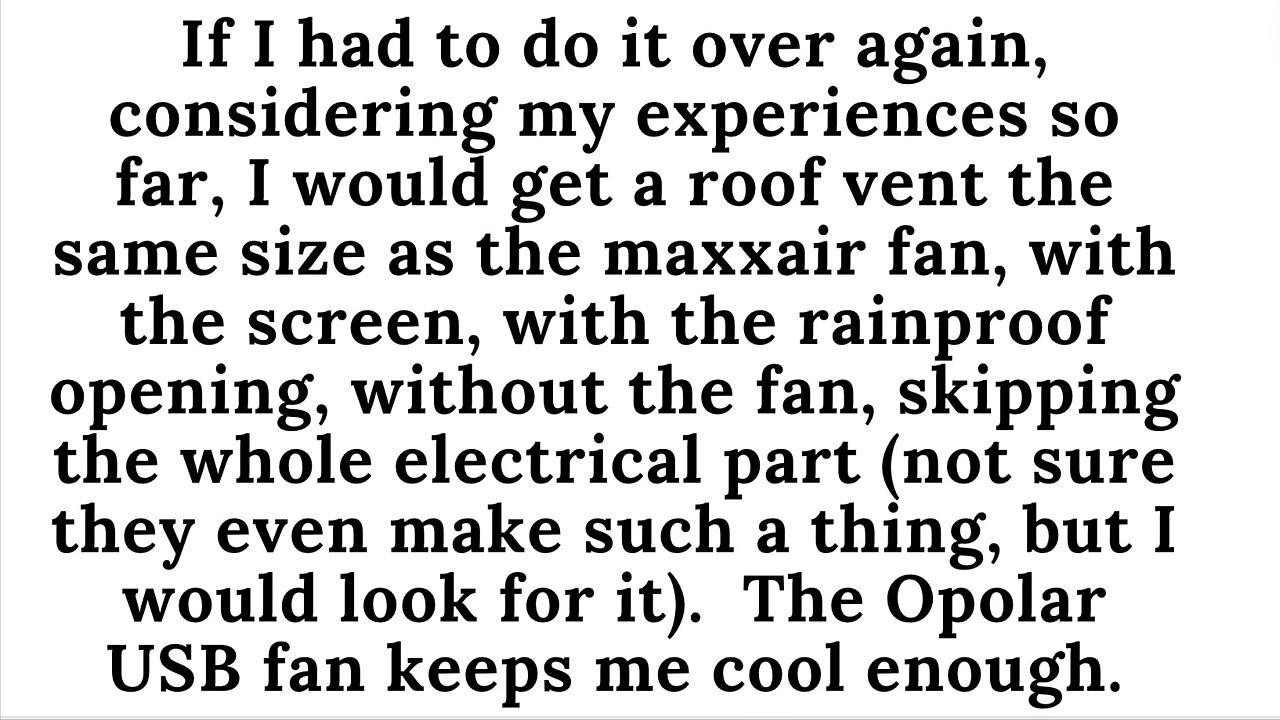 If I had to do it over again,
considering my experiences so
far, I would get a roof vent the
same size as the maxxair fan, with
the screen, with the rainproof
opening, without the fan, skipping
the whole electrical part (not sure
they even make such a thing, but I
would look for it).  The Opolar
USB fan keeps me cool enough.